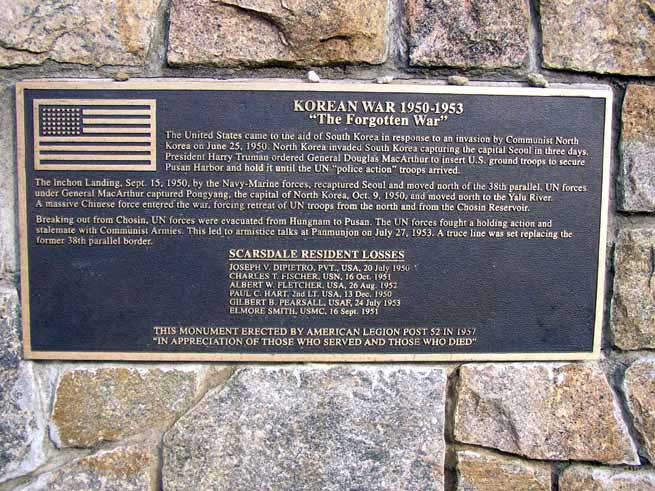 KOREAN WAR 1950-1953
"The Forgotten War"
The United States came to the aid of South Korea in response to an invasion by Communist North
Korea on June 25, 1950. North Korea invaded South Korea capturing the capital Seoul in three days.
President Harry Truman ordered General Douglas MacArthur to insert U.S. ground troops to secure
Pusan Harbor and hold it until the UN "police action" troops arrived.
The Inchon Landing, Sept. 15, 1950, by the Navy-Marine forces, recaptured Seoul and moved north of the 38th parallel. UN forces
under General MacArthur captured Pongyang, the capital of North Korea, Oct. 9, 1950, and moved north to the Yalu River.
A massive Chinese force entered the war, forcing retreat of UN troops from the north and from the Chosin Reservoir.
Breaking out from Chosin, UN forces were evacuated from Hungnam to Pusan. The UN forces fought a holding action and
stalemate with Communist Armies. This led to armistice talks at Panmunjon on July 27, 1953. A truce line was set replacing the
former 38th parallel border.
SCARSDALE RESIDENT LOSSES
JOSEPH V. DIPIETRO, PVT., USA, 20 July 1950
CHARLES T. FISCHER, USN, 16 Oct. 1951
ALBERT W. FLETCHER, USA, 26 Aug. 1952
PAUL C. HART, 2nd LT. USA, 13 Dec. 1950
GILBERT B. PEARSALL, USAF, 24 July 1953
ELMORE SMITH, USMC, 16 Sept. 1951
THIS MONUMENT ERECTED BY AMERICAN LEGION POST 52 IN 1957
"IN APPRECIATION OF THOSE WHO SERVED AND THOSE WHO DIED"